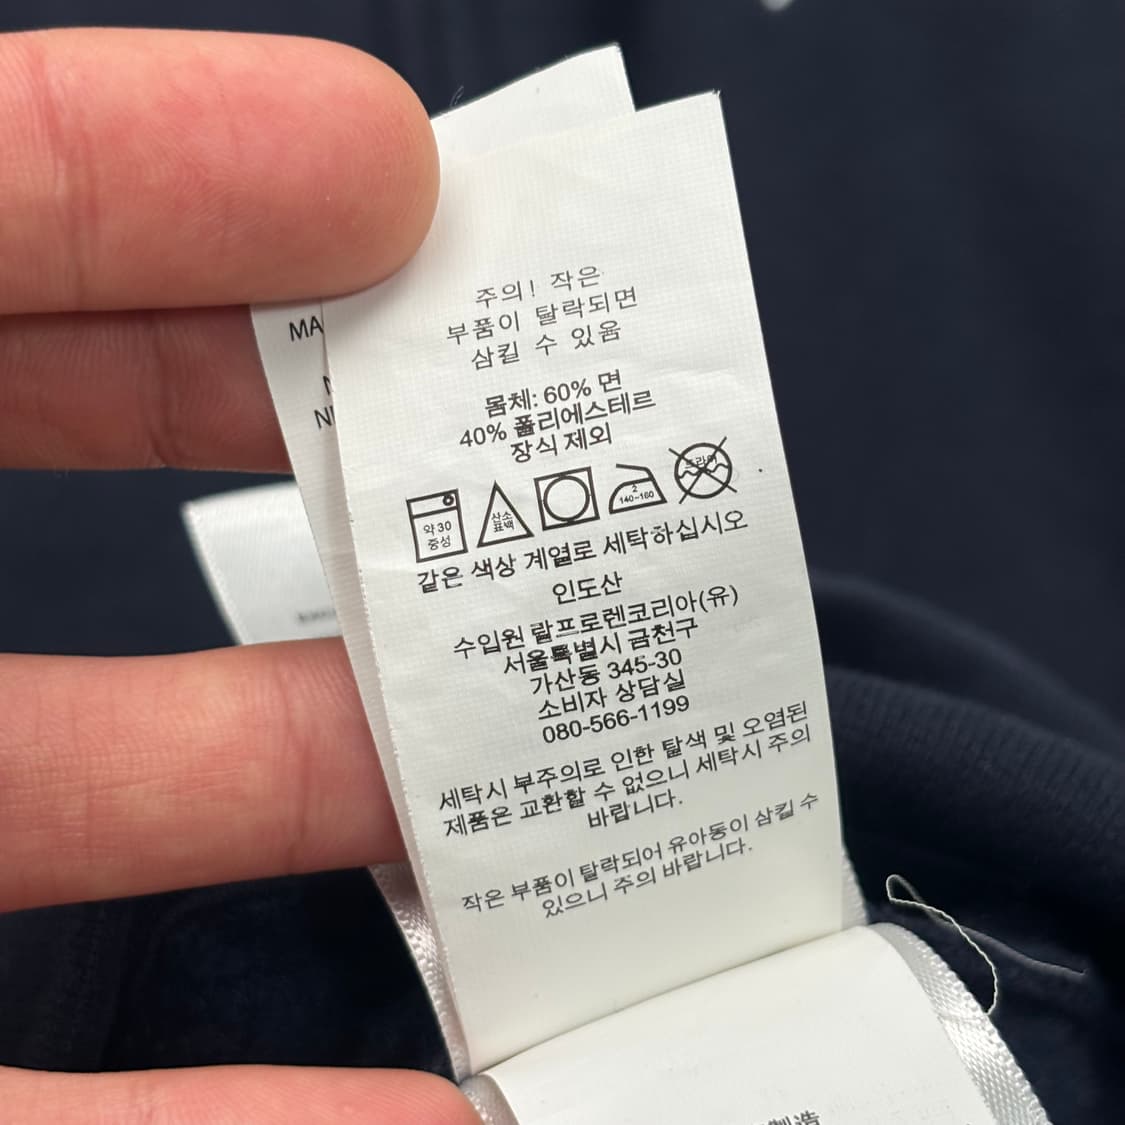 주의! 작은
부품이 탈락되면
삼킬 수 있움
몸체: 60% 면
40% 폴리에스테르
장식 제외
약 30
중성
산소
표백
2
140~160
드라이
같은 색상 계열로 세탁하십시오
인도산
수입원 랄프로렌코리아(유)
서울특별시 금천구
가산동 345-30
소비자 상담실
080-566-1199
세탁시 부주의로 인한 탈색 및 오염된
제품은 교환할 수 없으니 세탁시 주의
바랍니다.
작은 부품이 탈락되어 유아동이 삼킬 수
있으니 주의 바랍니다.
MA
製造